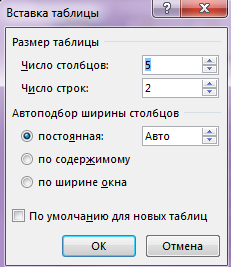 Вставка таблицы
Размер таблицы
Число столбцов: 5
Число строк: 2
Автоподбор ширины столбцов
постоянная: Авто
по содержимому
по ширине окна
По умолчанию для новых таблиц
ОК Отмена